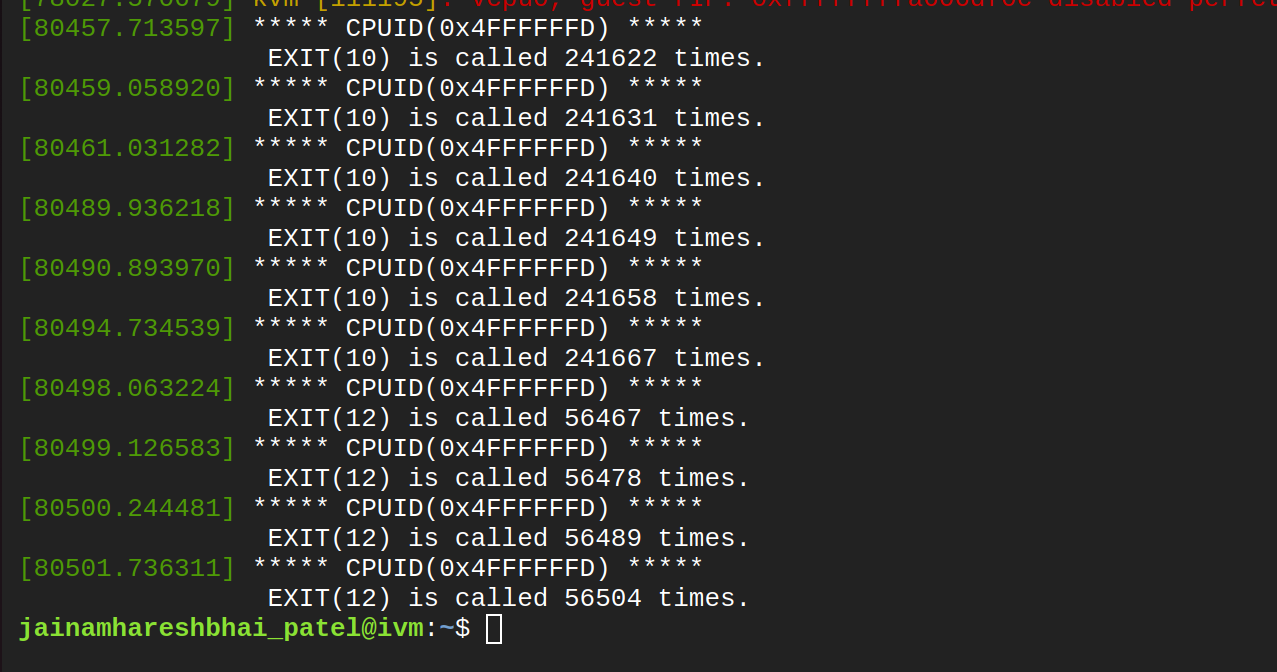 kvm [111195]: vcpu0, guest rIP: disabled perfct
[80457.713597] ***** CPUID(0x4FFFFFFD) *****
EXIT(10) is called 241622 times.
[80459.058920] ***** CPUID(0x4FFFFFFD) *****
EXIT(10) is called 241631 times.
[80461.031282] ***** CPUID(0x4FFFFFFD) *****
EXIT(10) is called 241640 times.
[80489.936218] ***** CPUID(0x4FFFFFFD) *****
EXIT(10) is called 241649 times.
[80490.893970] ***** CPUID(0x4FFFFFFD) *****
EXIT(10) is called 241658 times.
[80494.734539] ***** CPUID(0x4FFFFFFD) *****
EXIT(10) is called 241667 times.
[80498.063224] ***** CPUID(0x4FFFFFFD) *****
EXIT(12) is called 56467 times.
[80499.126583] ***** CPUID(0x4FFFFFFD) *****
EXIT(12) is called 56478 times.
[80500.244481] ***** CPUID(0x4FFFFFFD) *****
EXIT(12) is called 56489 times.
[80501.736311] ***** CPUID(0x4FFFFFFD) *****
EXIT(12) is called 56504 times.
jainamhareshbhai_patel@ivm:~$